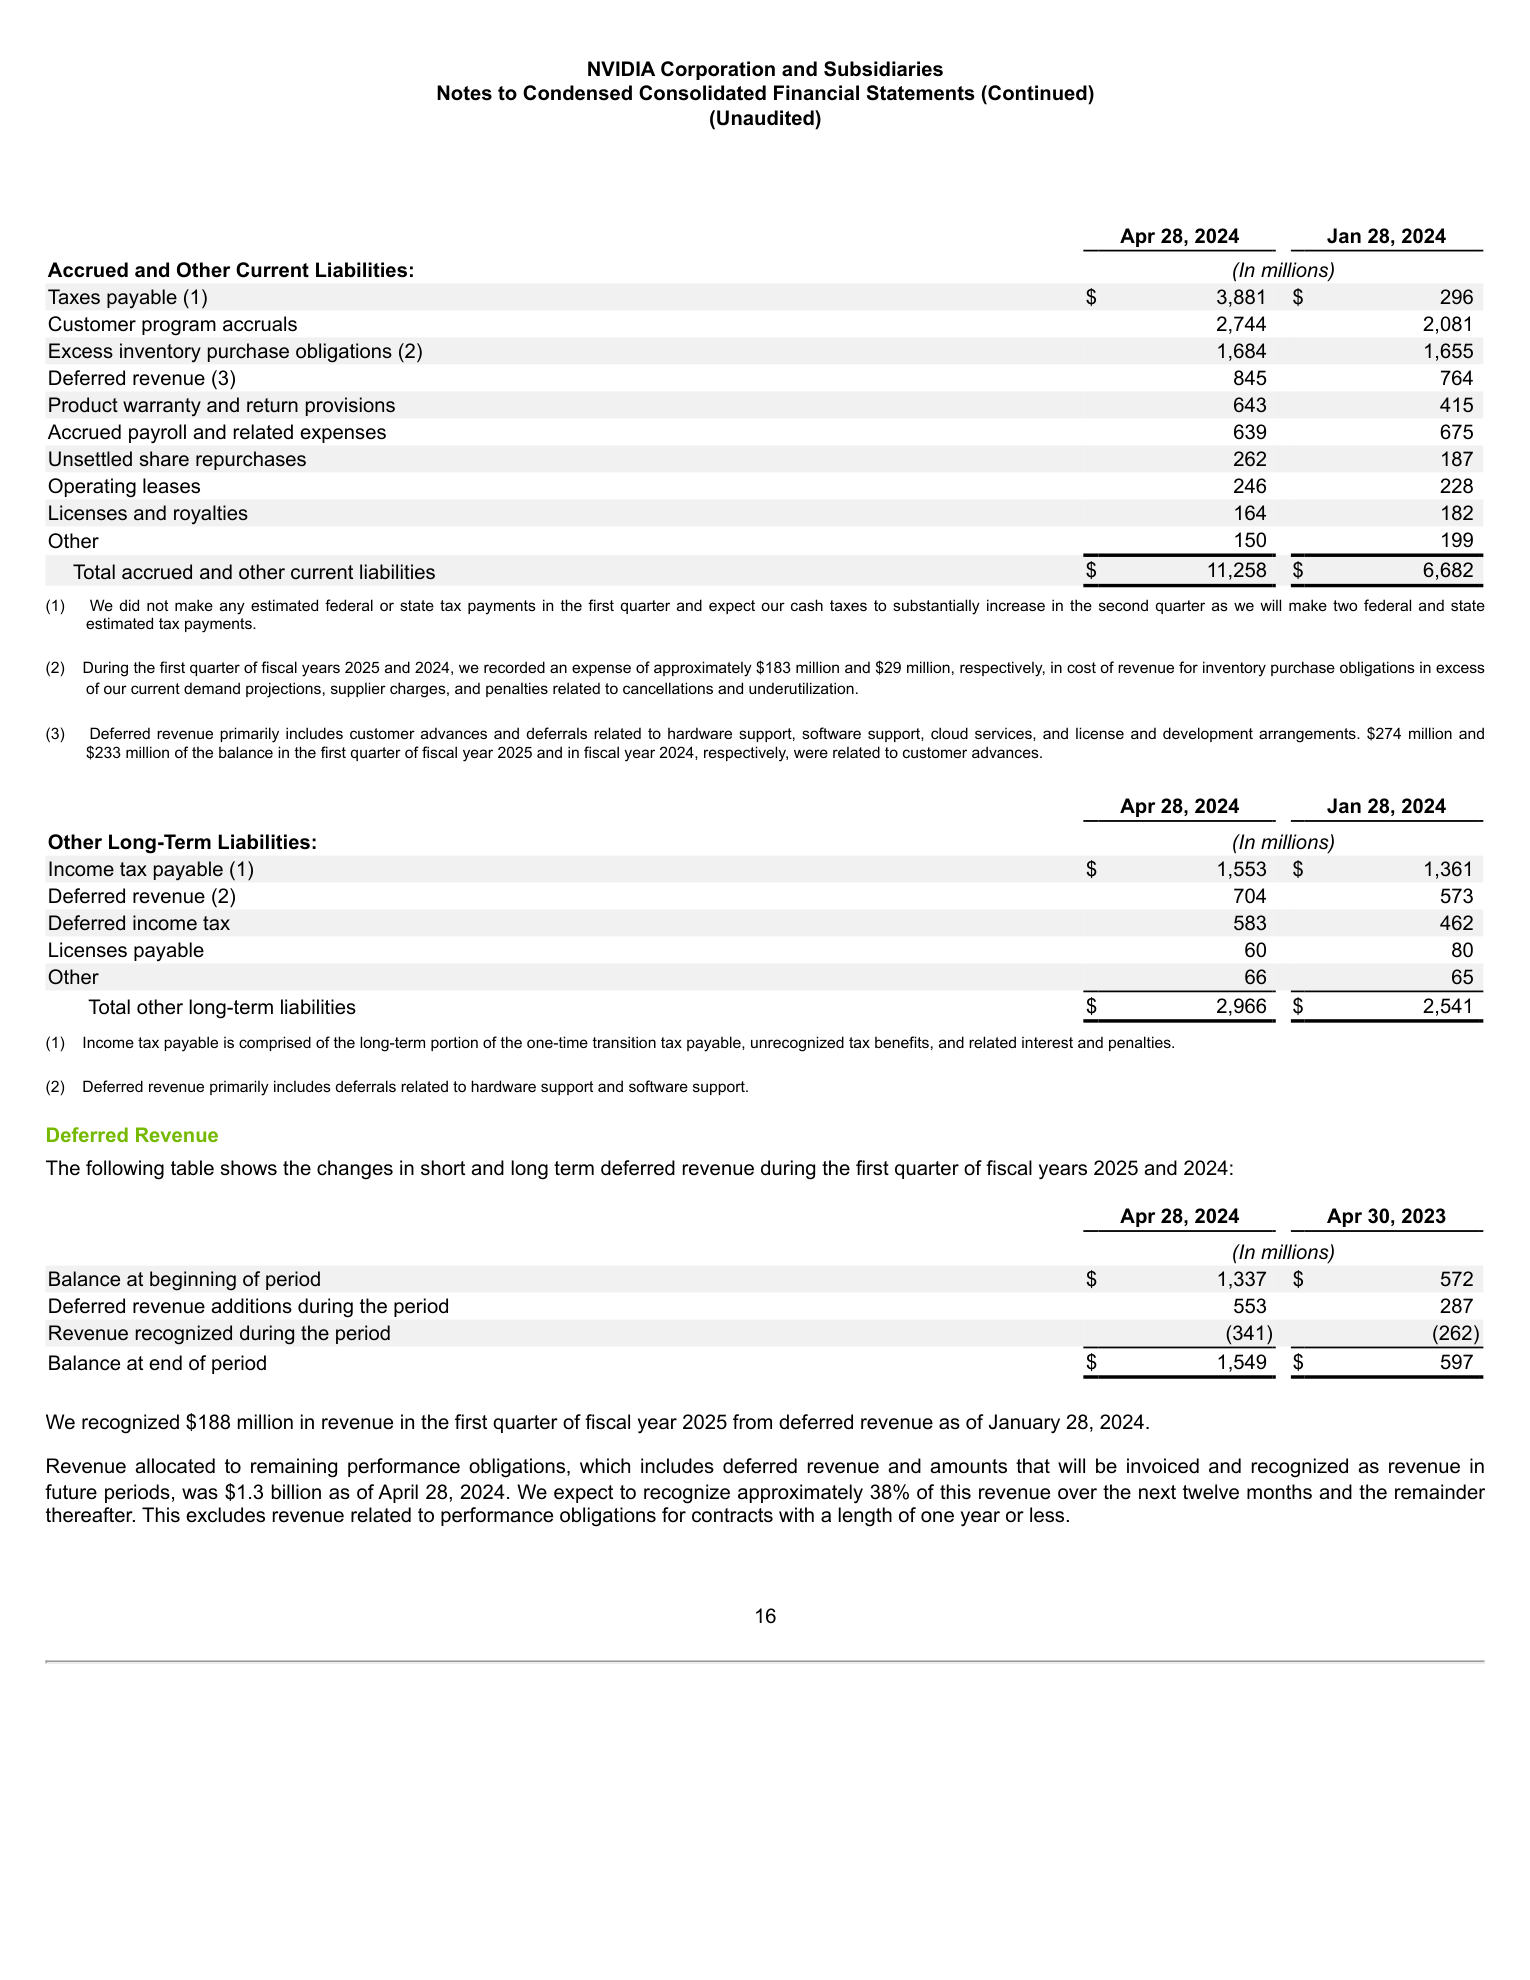 NVIDIA Corporation and Subsidiaries
Notes to Condensed Consolidated Financial Statements (Continued)
(Unaudited)
Apr 28, 2024 Jan 28, 2024
Accrued and Other Current Liabilities: (In millions)
Taxes payable (1) $ 3,881 $ 296
Customer program accruals 2,744 2,081
Excess inventory purchase obligations (2) 1,684 1,655
Deferred revenue (3) 845 764
Product warranty and return provisions 643 415
Accrued payroll and related expenses 639 675
Unsettled share repurchases 262 187
Operating leases 246 228
Licenses and royalties 164 182
Other 150 199
Total accrued and other current liabilities $ 11,258 $ 6,682
(1) We did not make any estimated federal or state tax payments in the first quarter and expect our cash taxes to substantially increase in the second quarter as we will make two federal and state
estimated tax payments.
(2) During the first quarter of fiscal years 2025 and 2024, we recorded an expense of approximately $183 million and $29 million, respectively, in cost of revenue for inventory purchase obligations in excess
of our current demand projections, supplier charges, and penalties related to cancellations and underutilization.
(3) Deferred revenue primarily includes customer advances and deferrals related to hardware support, software support, cloud services, and license and development arrangements. $274 million and
$233 million of the balance in the first quarter of fiscal year 2025 and in fiscal year 2024, respectively, were related to customer advances.
Apr 28, 2024 Jan 28, 2024
Other Long-Term Liabilities: (In millions)
Income tax payable (1) $ 1,553 $ 1,361
Deferred revenue (2) 704 573
Deferred income tax 583 462
Licenses payable 60 80
Other 66 65
Total other long-term liabilities $ 2,966 $ 2,541
(1) Income tax payable is comprised of the long-term portion of the one-time transition tax payable, unrecognized tax benefits, and related interest and penalties.
(2) Deferred revenue primarily includes deferrals related to hardware support and software support.
Deferred Revenue
The following table shows the changes in short and long term deferred revenue during the first quarter of fiscal years 2025 and 2024:
Apr 28, 2024 Apr 30, 2023
(In millions)
Balance at beginning of period $ 1,337 $ 572
Deferred revenue additions during the period 553 287
Revenue recognized during the period (341) (262)
Balance at end of period $ 1,549 $ 597
We recognized $188 million in revenue in the first quarter of fiscal year 2025 from deferred revenue as of January 28, 2024.
Revenue allocated to remaining performance obligations, which includes deferred revenue and amounts that will be invoiced and recognized as revenue in
future periods, was $1.3 billion as of April 28, 2024. We expect to recognize approximately 38% of this revenue over the next twelve months and the remainder
thereafter. This excludes revenue related to performance obligations for contracts with a length of one year or less.
16